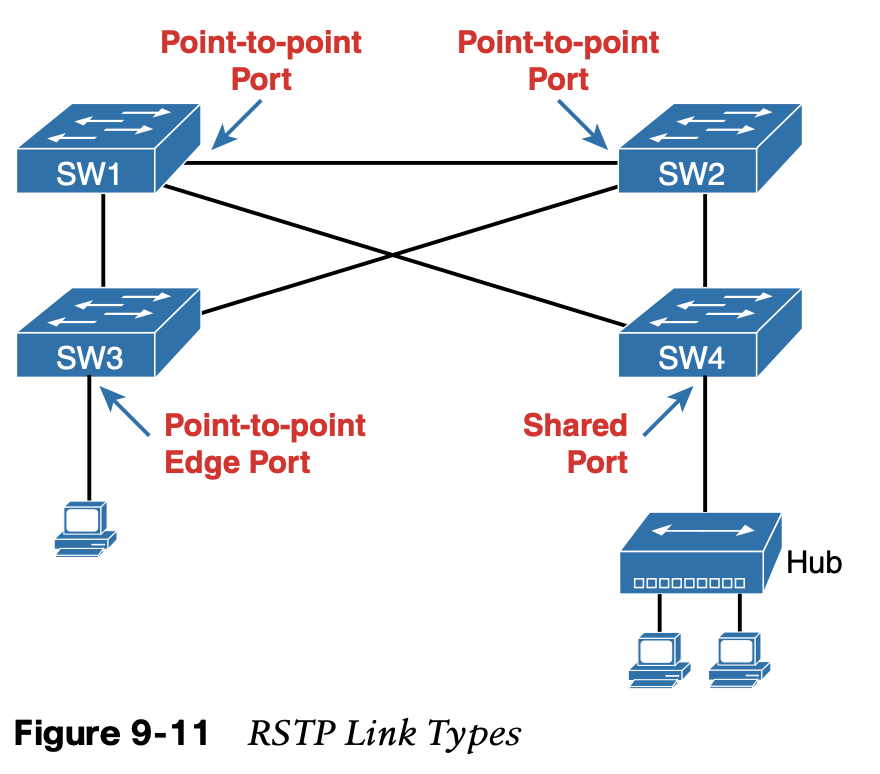 Point-to-point
Port
Point-to-point
Port
SW1
SW2
SW3
SW4
Point-to-point
Edge Port
Shared
Port
Hub
Figure 9-11 RSTP Link Types